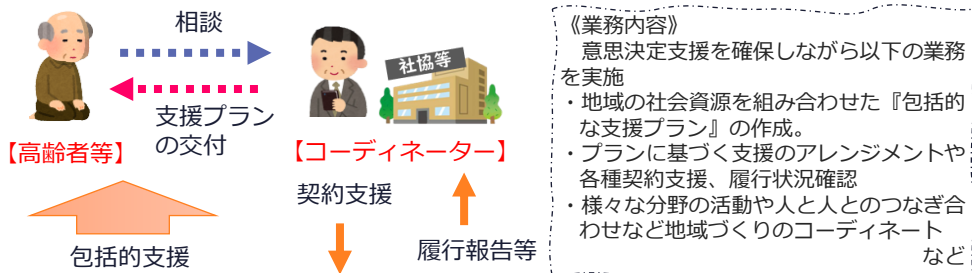 相談
支援プラン
の交付
社協等
【高齢者等】
【コーディネーター】
契約支援
履行報告等
包括的支援
《業務内容》
意思決定支援を確保しながら以下の業務
を実施
・地域の社会資源を組み合わせた『包括的
な支援プラン』の作成。
・プランに基づく支援のアレンジメントや
各種契約支援、履行状況確認
・様々な分野の活動や人と人とのつなぎ合
わせなど地域づくりのコーディネート
など